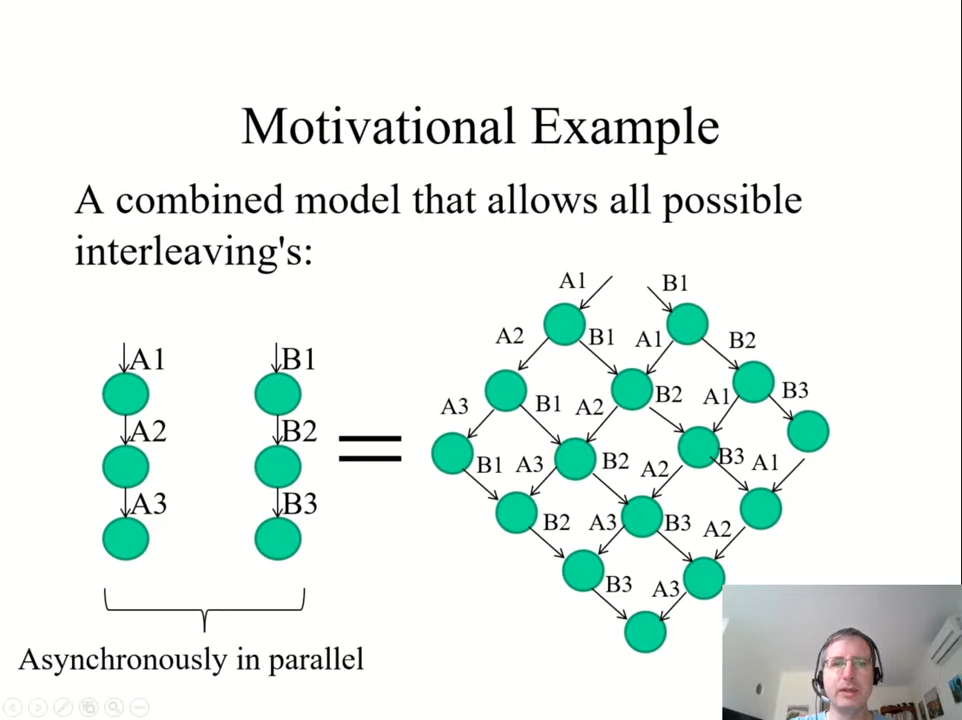 Motivational Example
A combined model that allows all possible
interleaving's:
A1 B1
A2 B1 A1 B2
A3 B1 A2 B2 A1 B3
B1 A3 B2 A2 B3 A1
B2 A3 B3 A2
B3 A3
A1 B1
A2 B2
A3 B3
Asynchronously in parallel